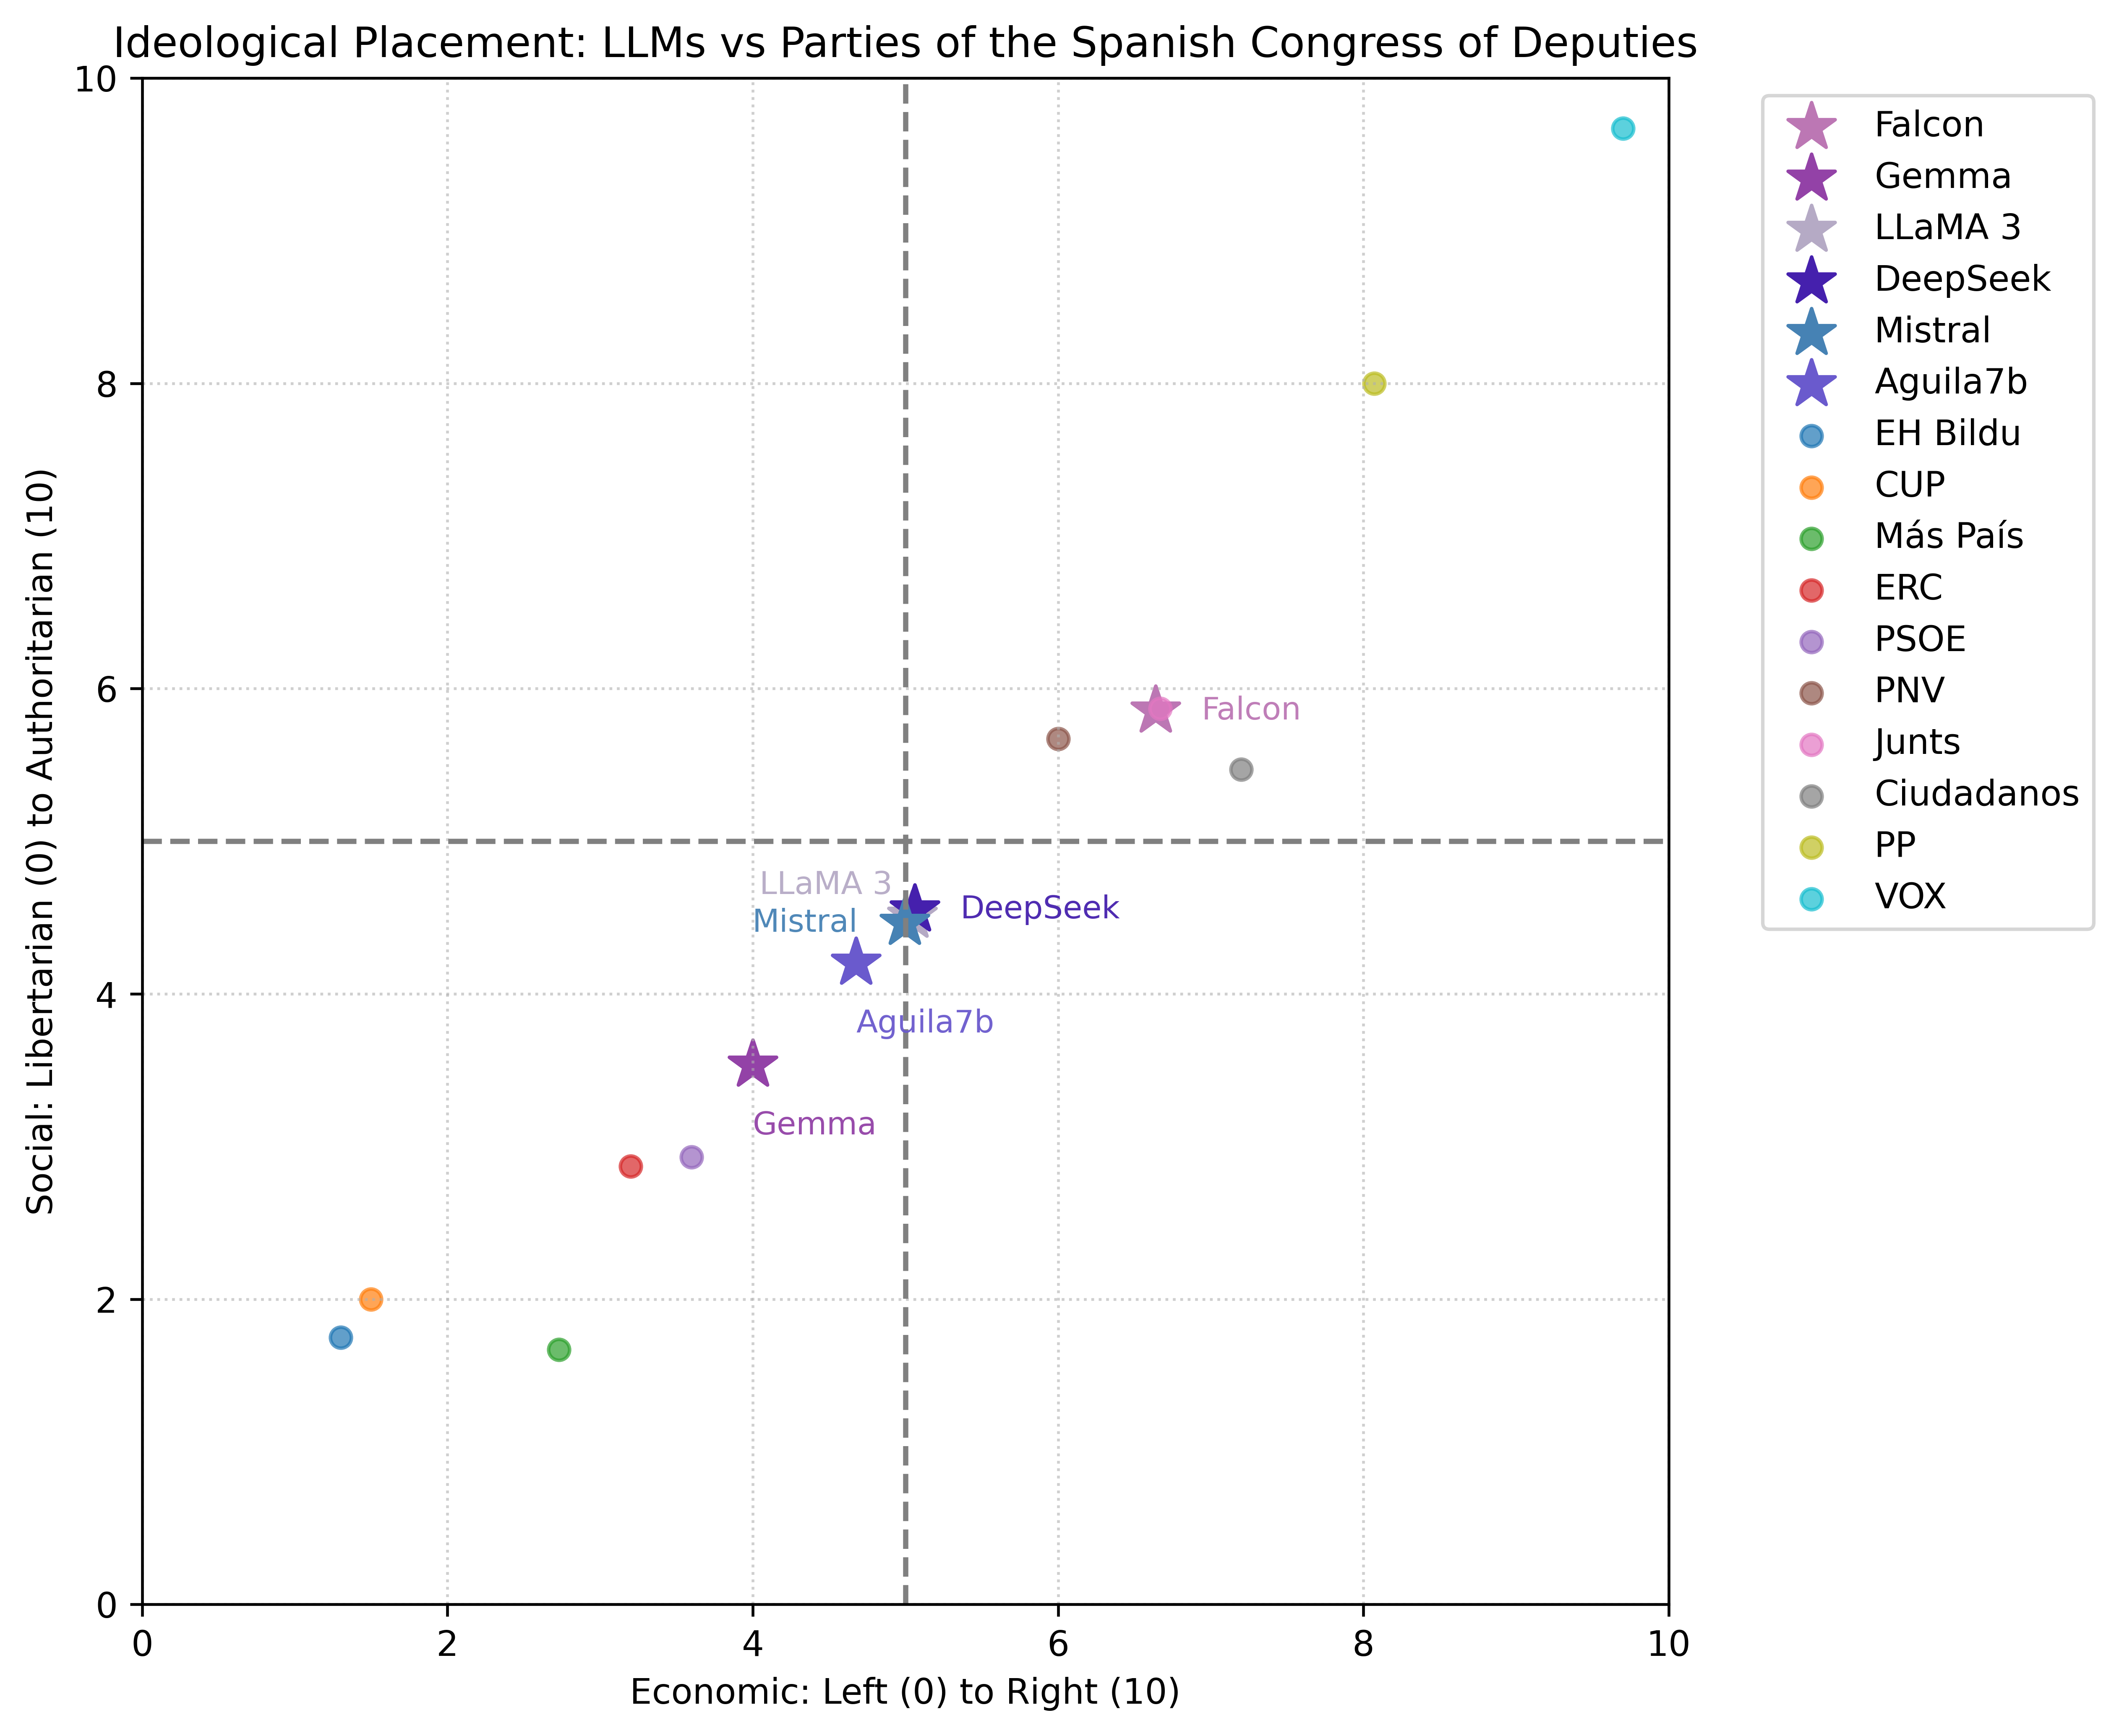 Ideological Placement: LLMs vs Parties of the Spanish Congress of Deputies
10
8
6
4
2
0
Social: Libertarian (0) to Authoritarian (10)
Falcon
LLaMA 3
Mistral
DeepSeek
Aguila7b
Gemma
0
2
4
6
8
10
Economic: Left (0) to Right (10)
Falcon
Gemma
LLaMA 3
DeepSeek
Mistral
Aguila7b
EH Bildu
CUP
Más País
ERC
PSOE
PNV
Junts
Ciudadanos
PP
VOX